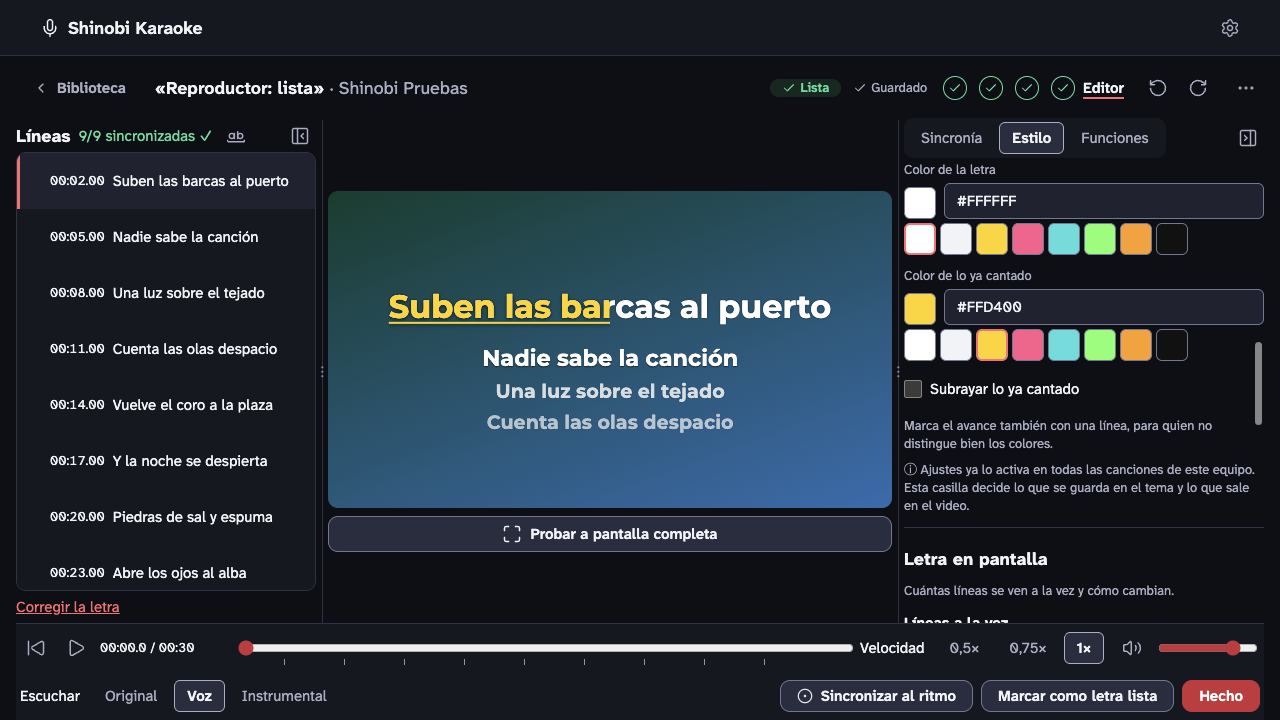 Shinobi Karaoke
Biblioteca
«Reproductor: lista» · Shinobi Pruebas
Lista
Guardado
Editor
Líneas 9/9 sincronizadas
ab
00:02.00 Suben las barcas al puerto
00:05.00 Nadie sabe la canción
00:08.00 Una luz sobre el tejado
00:11.00 Cuenta las olas despacio
00:14.00 Vuelve el coro a la plaza
00:17.00 Y la noche se despierta
00:20.00 Piedras de sal y espuma
00:23.00 Abre los ojos al alba
Corregir la letra
Suben las barcas al puerto
Nadie sabe la canción
Una luz sobre el tejado
Cuenta las olas despacio
Probar a pantalla completa
Sincronía
Estilo
Funciones
Color de la letra
#FFFFFF
Color de lo ya cantado
#FFD400
Subrayar lo ya cantado
Marca el avance también con una línea, para quien no
distingue bien los colores.
Ajustes ya lo activa en todas las canciones de este equipo.
Esta casilla decide lo que se guarda en el tema y lo que sale
en el video.
Letra en pantalla
Cuántas líneas se ven a la vez y cómo cambian.
Líneas a la vez
00:00.0 / 00:30
Velocidad
0,5×
0,75×
1×
Escuchar
Original
Voz
Instrumental
Sincronizar al ritmo
Marcar como letra lista
Hecho